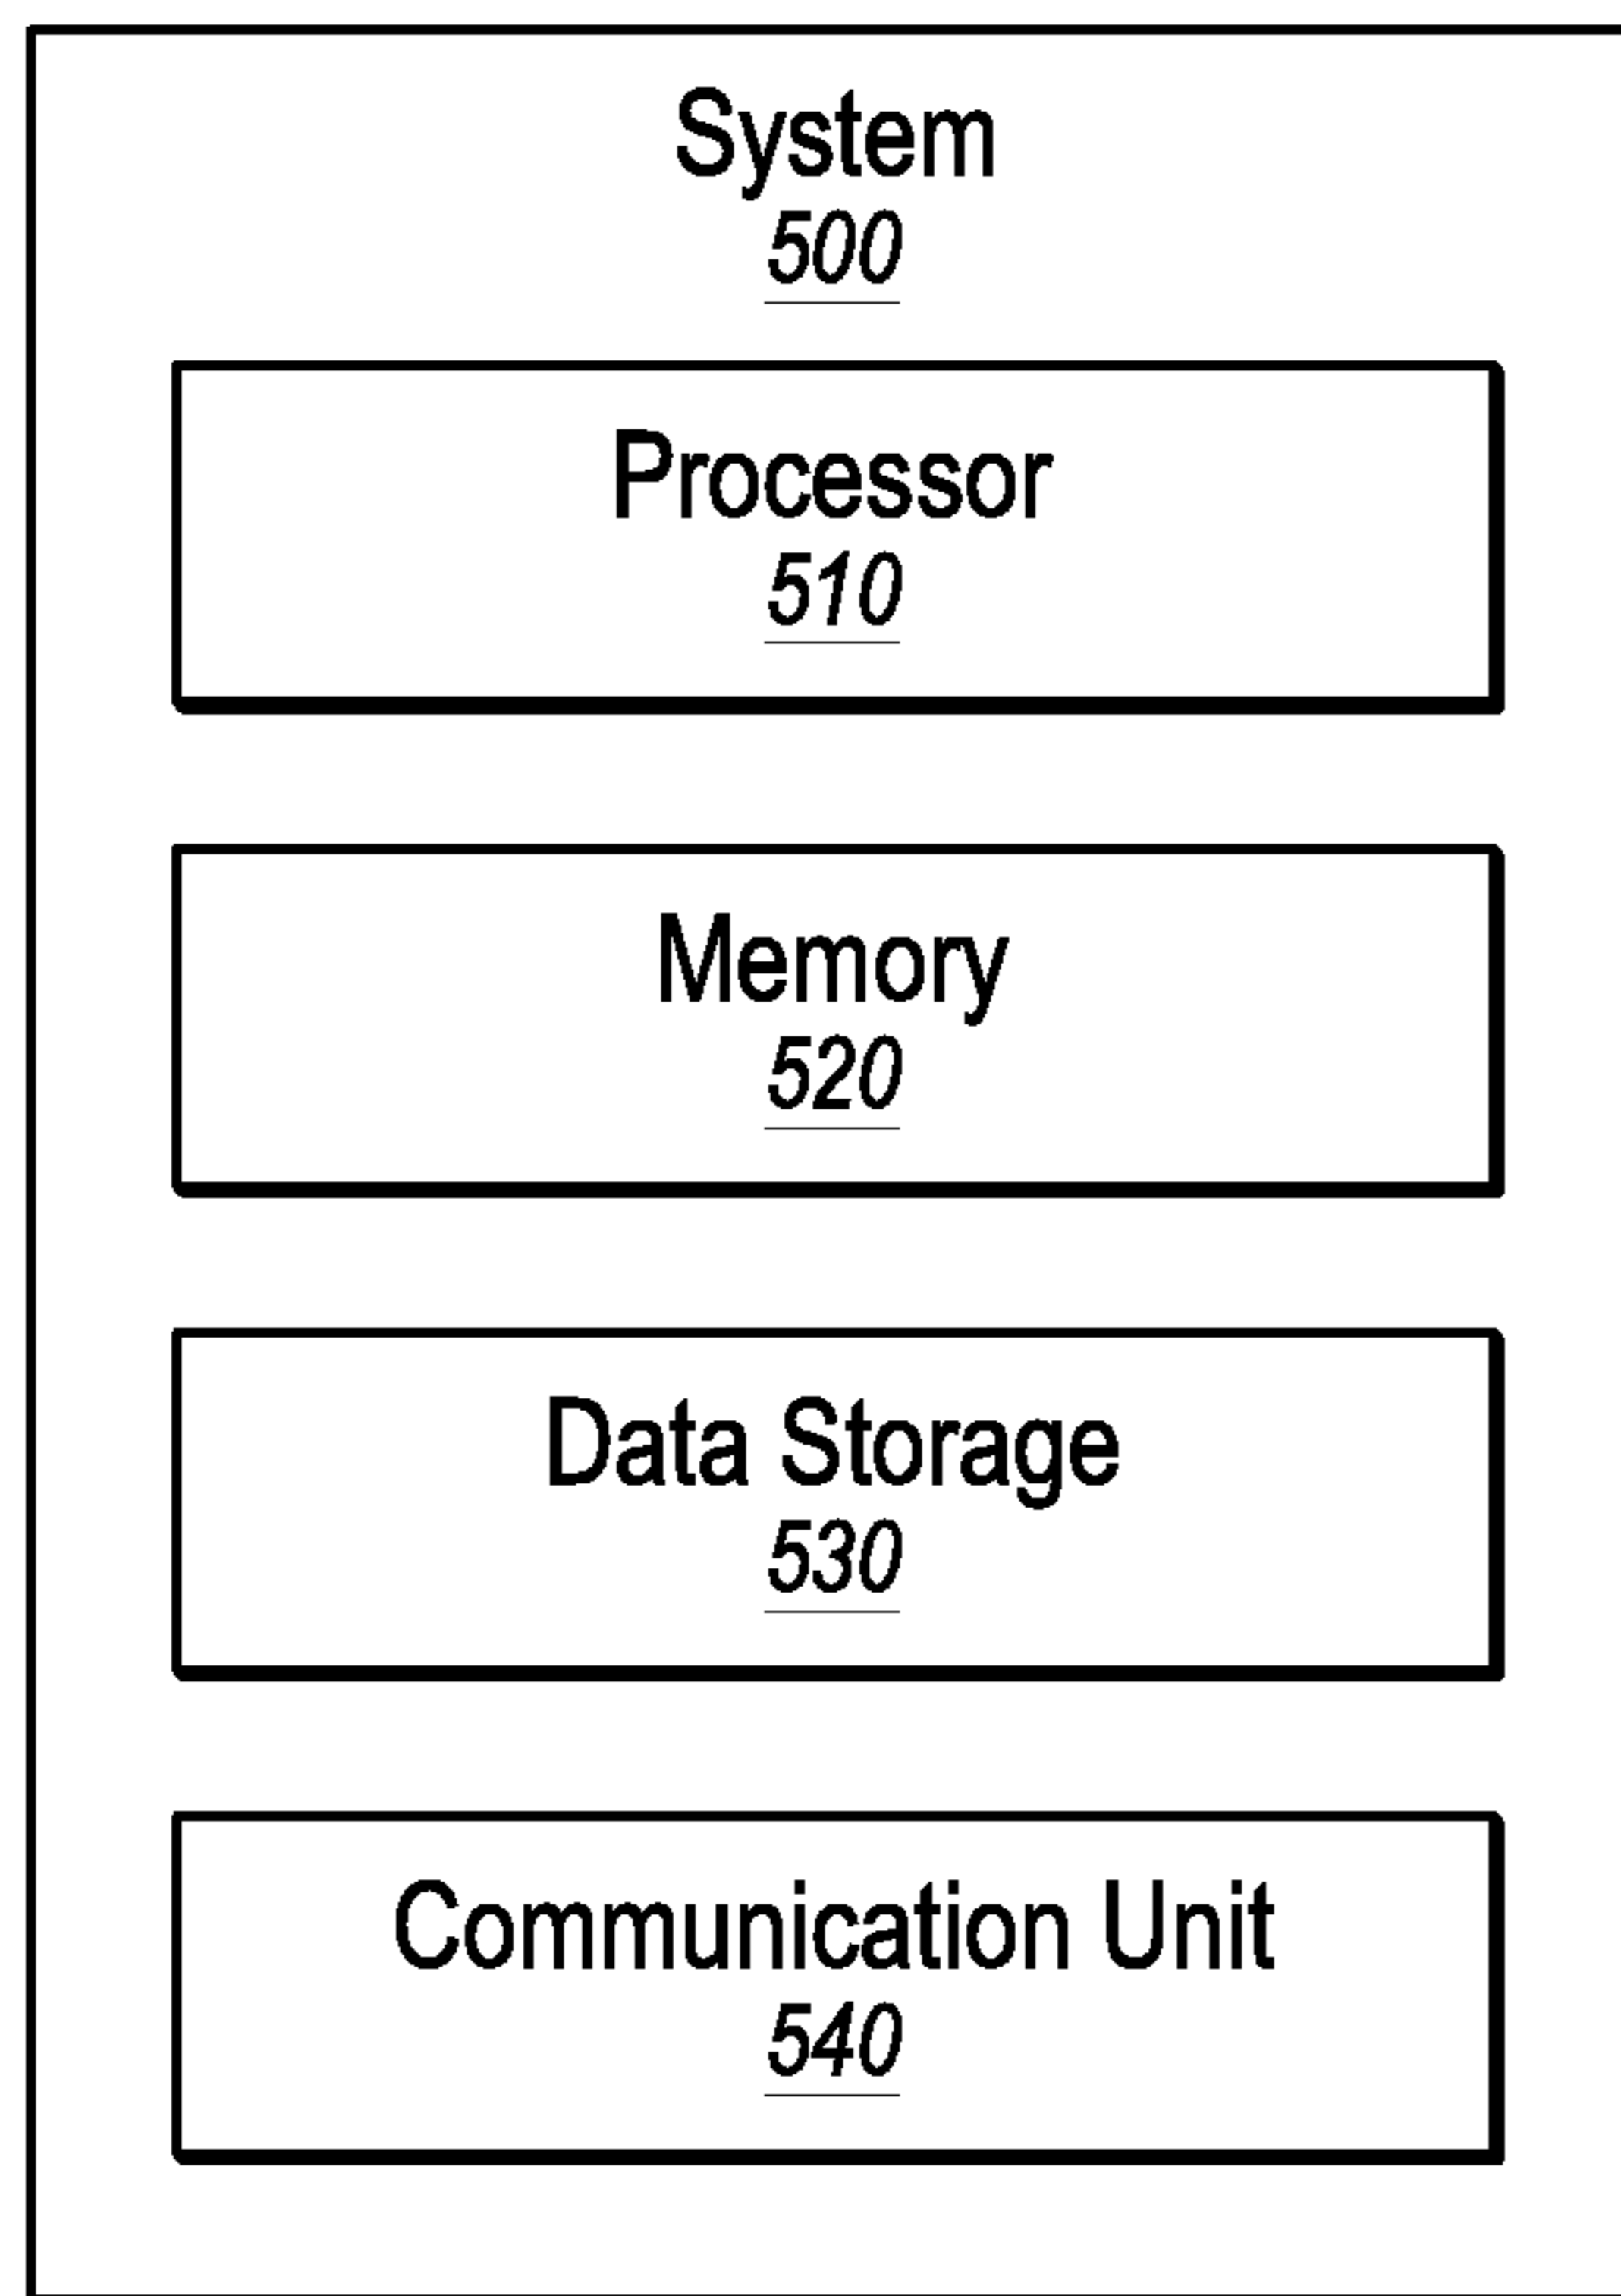 System
500
Processor
510
Memory
520
Data Storage
530
Communication Unit
540